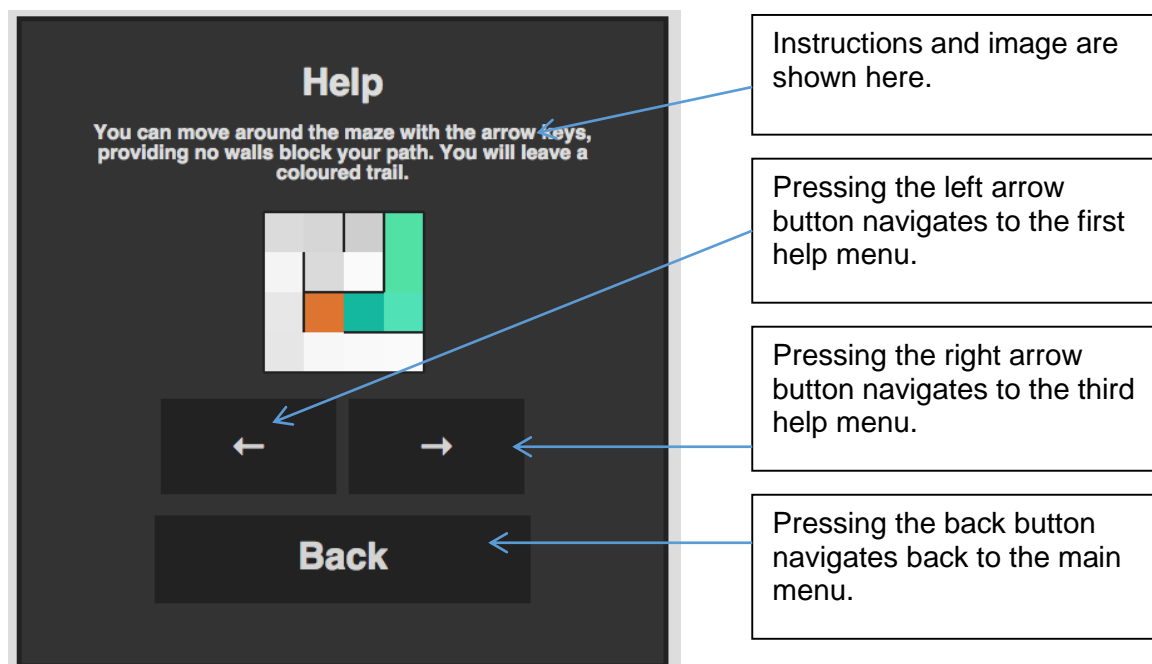 Help
You can move around the maze with the arrow keys,
providing no walls block your path. You will leave a
coloured trail.
←
→
Back
Instructions and image are
shown here.
Pressing the left arrow
button navigates to the first
help menu.
Pressing the right arrow
button navigates to the third
help menu.
Pressing the back button
navigates back to the main
menu.